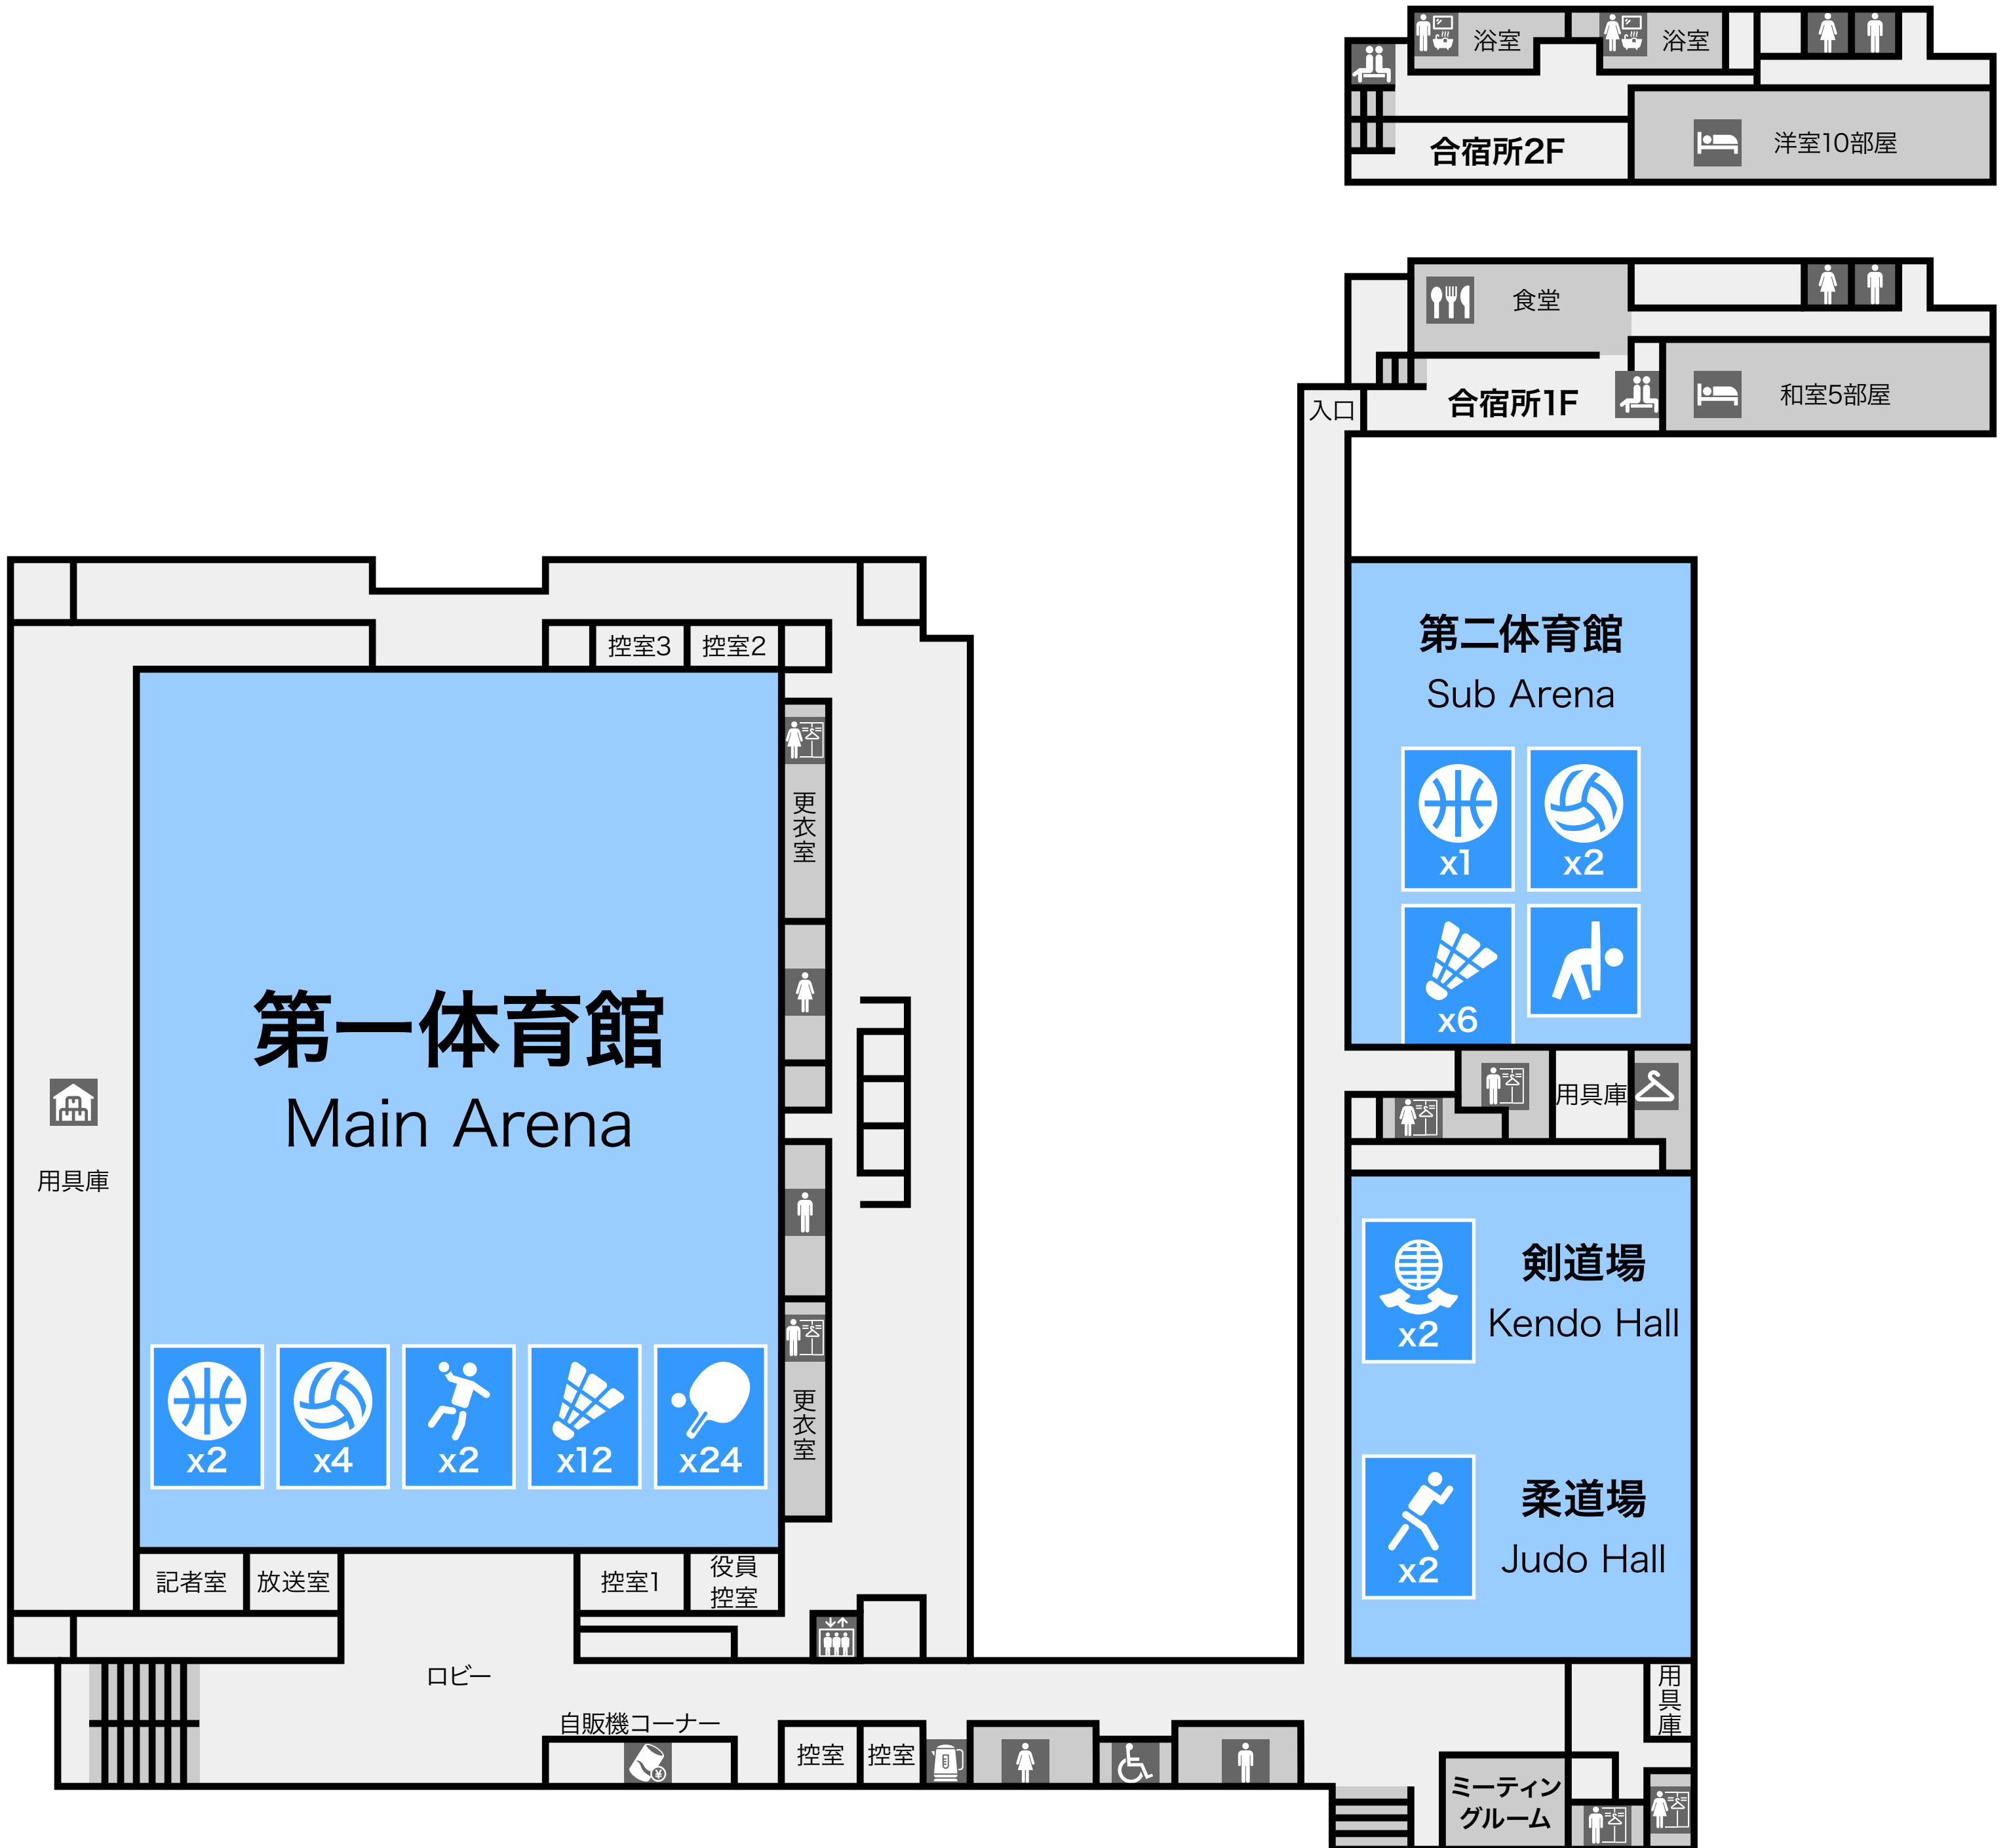 浴室
浴室
合宿所2F
洋室10部屋
食堂
合宿所1F
和室5部屋
入口
控室3
控室2
第二体育館
Sub Arena
x1
x2
x6
更
衣
室
第一体育館
Main Arena
用具庫
用具庫
剣道場
Kendo Hall
x2
柔道場
Judo Hall
x2
x2
x4
x2
x12
x24
更
衣
室
記者室
放送室
控室1
役員
控室
ロビー
自販機コーナー
控室
控室
用
具
庫
ミーティン
グルーム